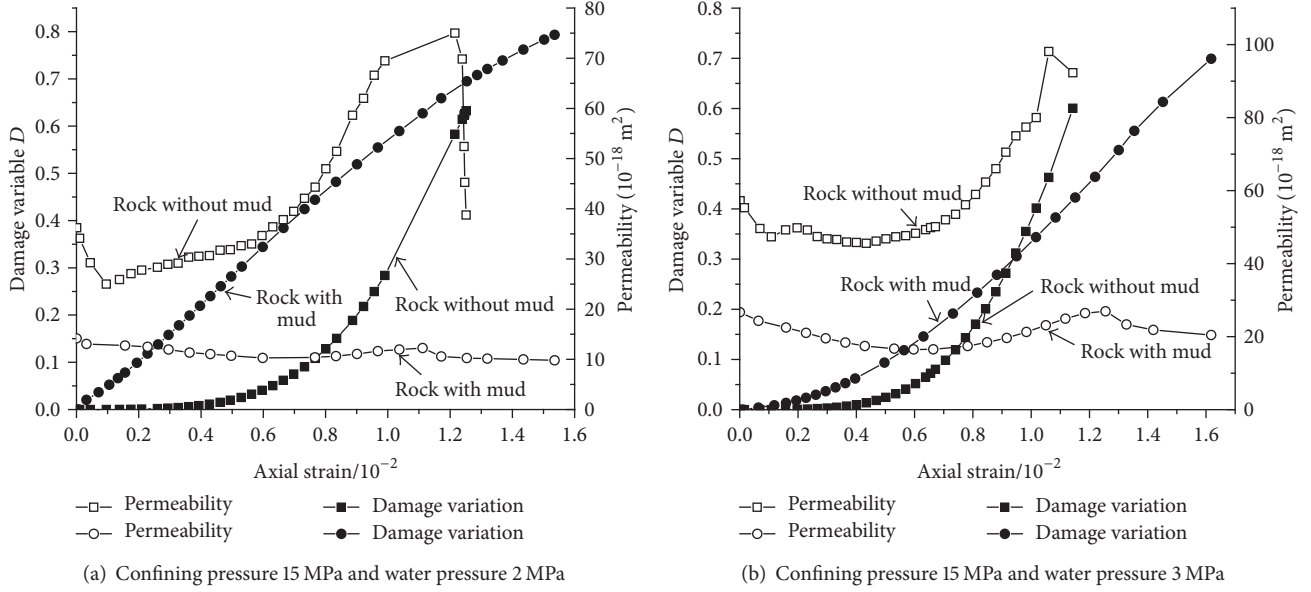 80
0.8
70
0.7
60
0.6
50
0.5
40
0.4
30
0.3
20
0.2
10
0.1
0
0.0
0.0 0.2 0.4 0.6 0.8 1.0 1.2 1.4 1.6
Damage variable D
Permeability (10−18 m2)
Axial strain/10−2
Rock without mud
Rock with
mud
Rock without mud
Rock with mud
Permeability
Damage variation
Permeability
Damage variation
(a) Confining pressure 15 MPa and water pressure 2 MPa
0.8
100
0.7
80
0.6
0.5
60
0.4
0.3
40
0.2
20
0.1
0.0
0
0.0 0.2 0.4 0.6 0.8 1.0 1.2 1.4 1.6
Damage variable D
Permeability (10−18 m2)
Axial strain/10−2
Rock without mud
Rock with mud
Rock without mud
Rock with mud
Permeability
Damage variation
Permeability
Damage variation
(b) Confining pressure 15 MPa and water pressure 3 MPa